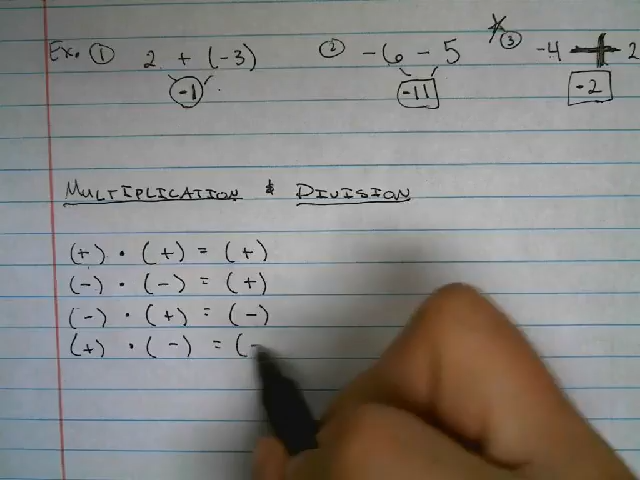 Ex. ① 2 + (-3) ② -6 - 5 * ③ -4 + 2
-1 -11 -2
MULTIPLICATION & DIVISION
(+) · (+) = (+)
(-) · (-) = (+)
(-) · (+) = (-)
(+) · (-) = (-